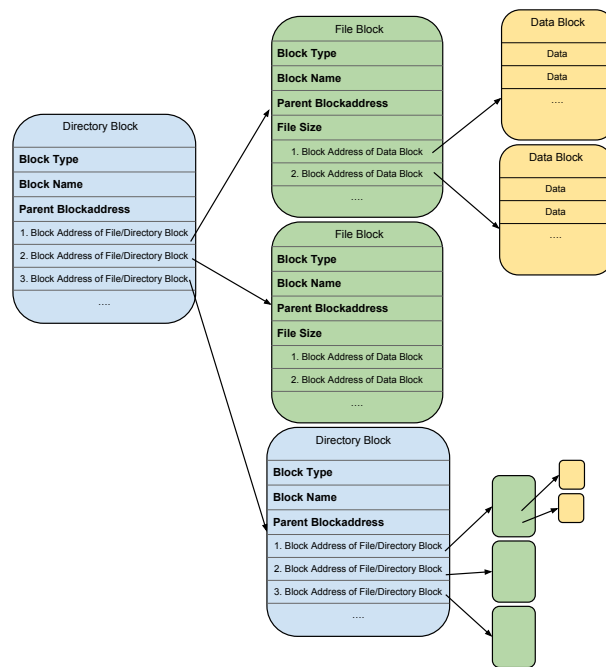 Directory Block
Block Type
Block Name
Parent Blockaddress
1. Block Address of File/Directory Block
2. Block Address of File/Directory Block
3. Block Address of File/Directory Block
....
File Block
Block Type
Block Name
Parent Blockaddress
File Size
1. Block Address of Data Block
2. Block Address of Data Block
....
Data Block
Data
Data
....
Data Block
Data
Data
....
File Block
Block Type
Block Name
Parent Blockaddress
File Size
1. Block Address of Data Block
2. Block Address of Data Block
....
Directory Block
Block Type
Block Name
Parent Blockaddress
1. Block Address of File/Directory Block
2. Block Address of File/Directory Block
3. Block Address of File/Directory Block
....